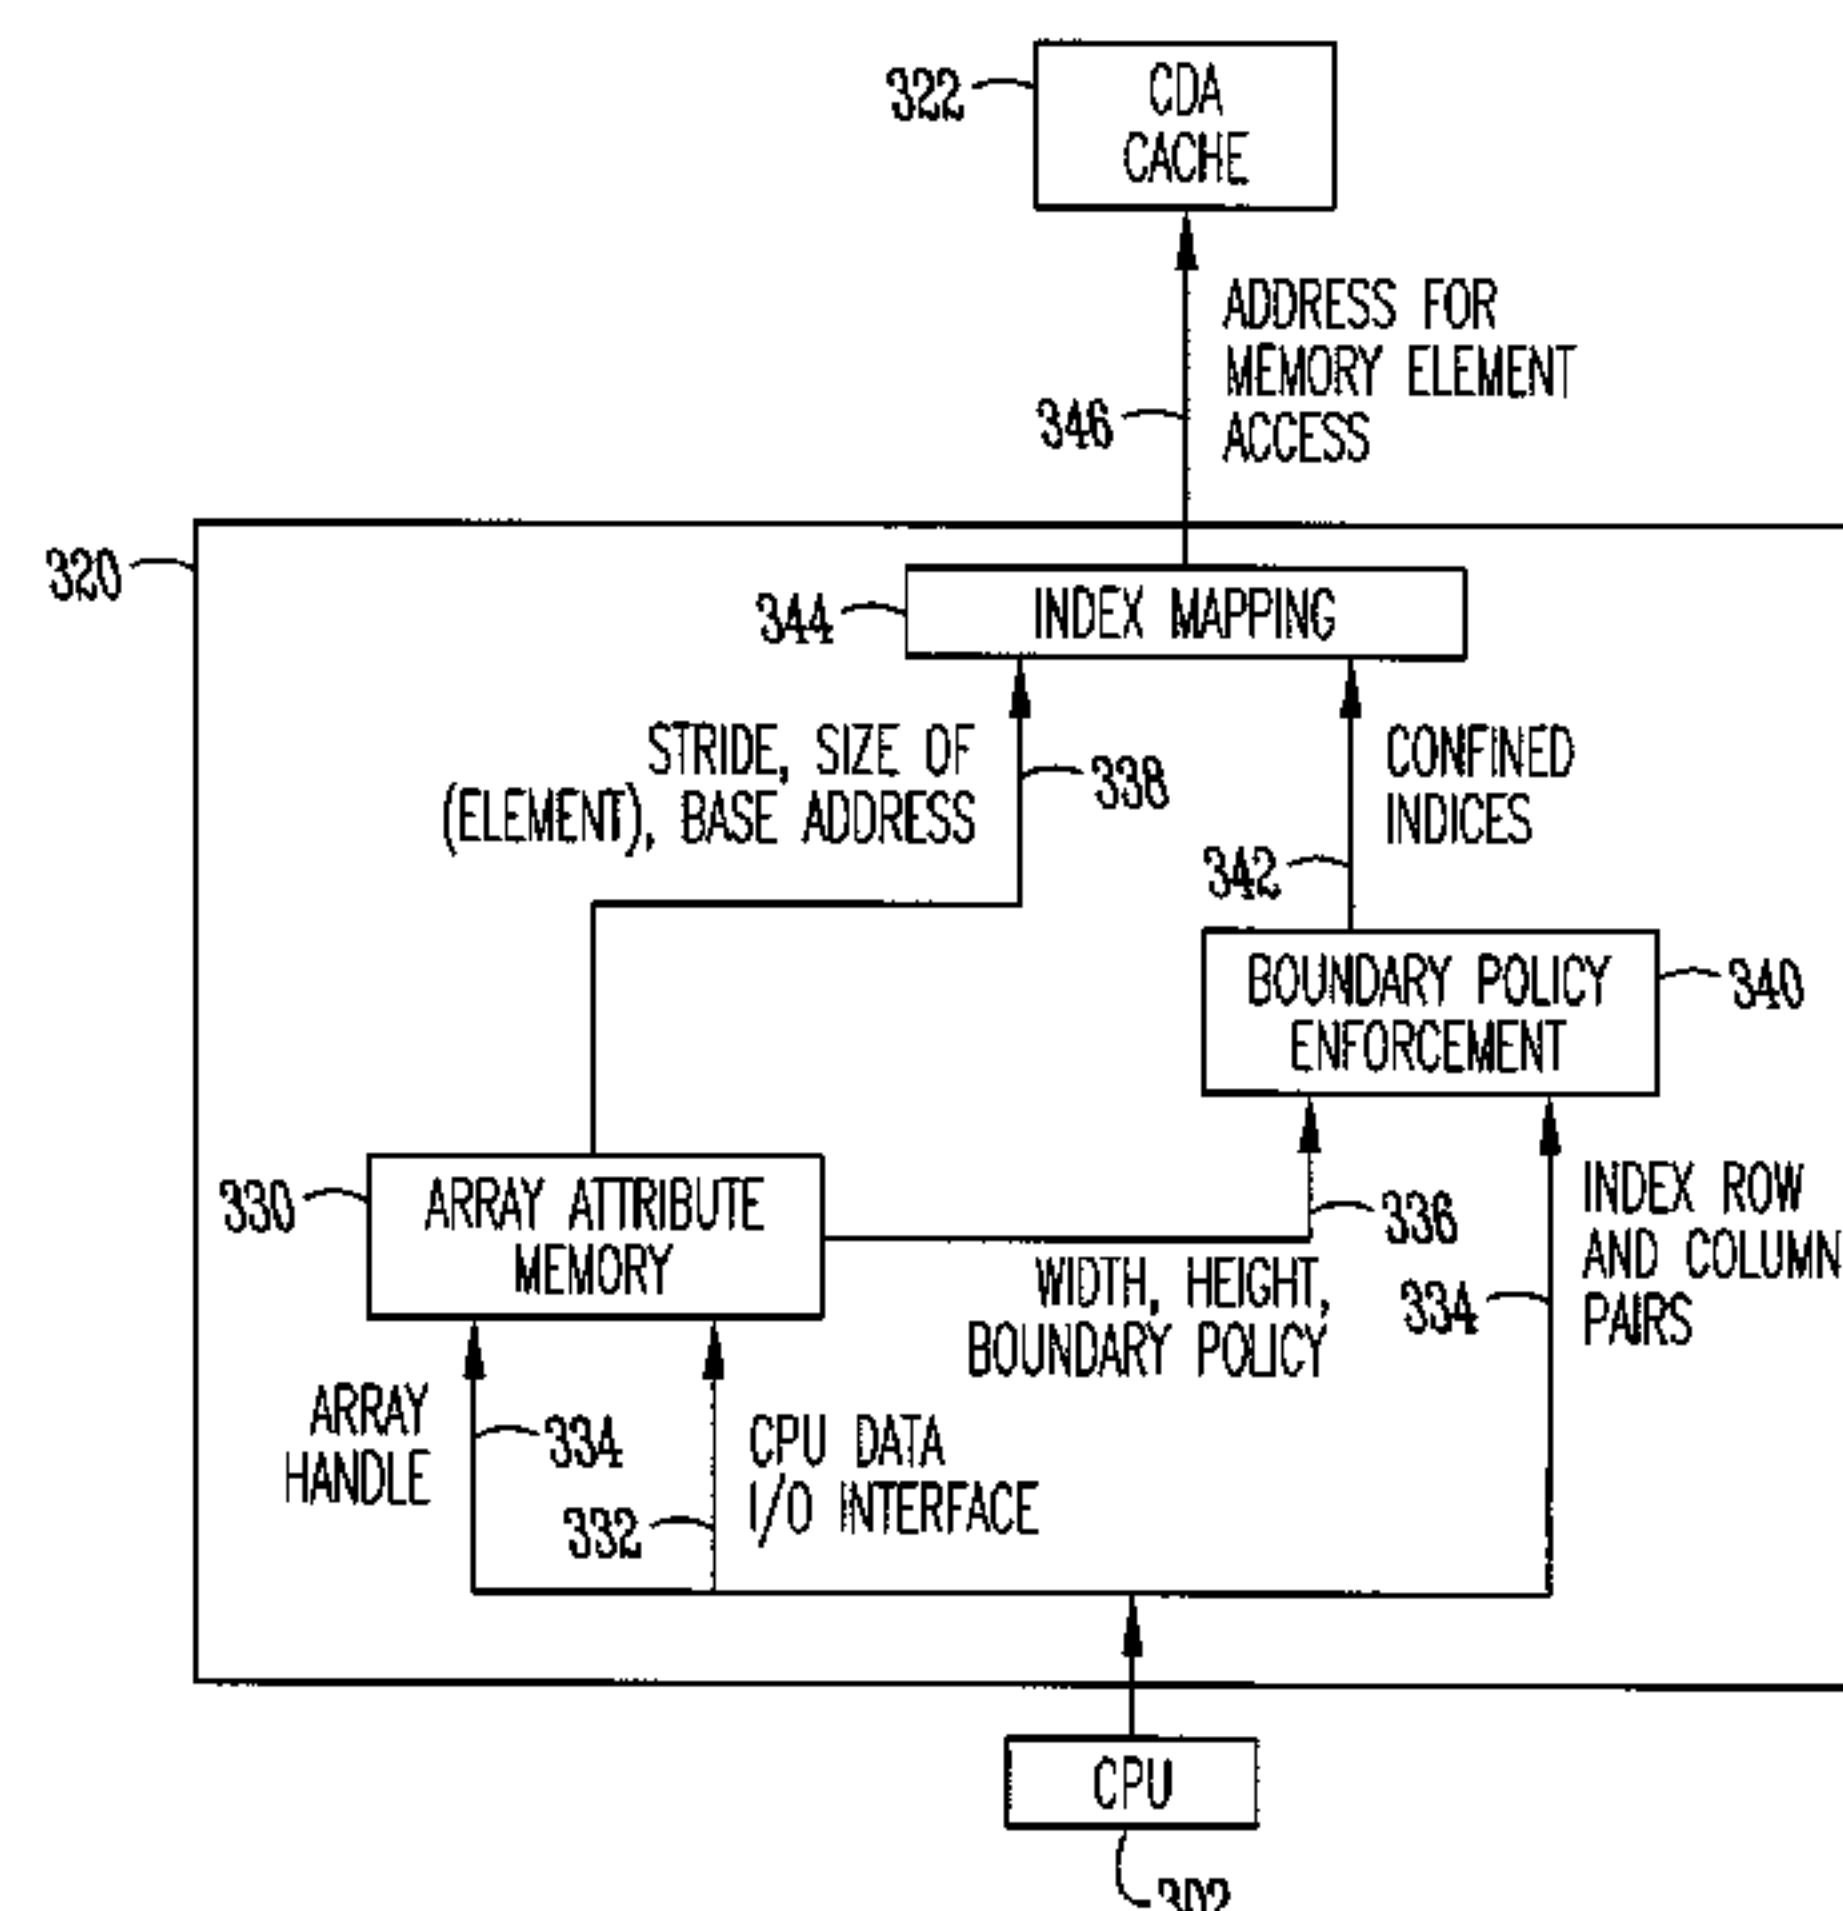 322
CDA
CACHE
ADDRESS FOR
MEMORY ELEMENT
ACCESS
346
320
344
INDEX MAPPING
STRIDE, SIZE OF
(ELEMENT), BASE ADDRESS
338
CONFINED
INDICES
342
BOUNDARY POLICY
ENFORCEMENT
340
330
ARRAY ATTRIBUTE
MEMORY
336
WIDTH, HEIGHT,
BOUNDARY POLICY
INDEX ROW
AND COLUMN
PAIRS
334
ARRAY
HANDLE
334
CPU DATA
I/O INTERFACE
332
CPU
302